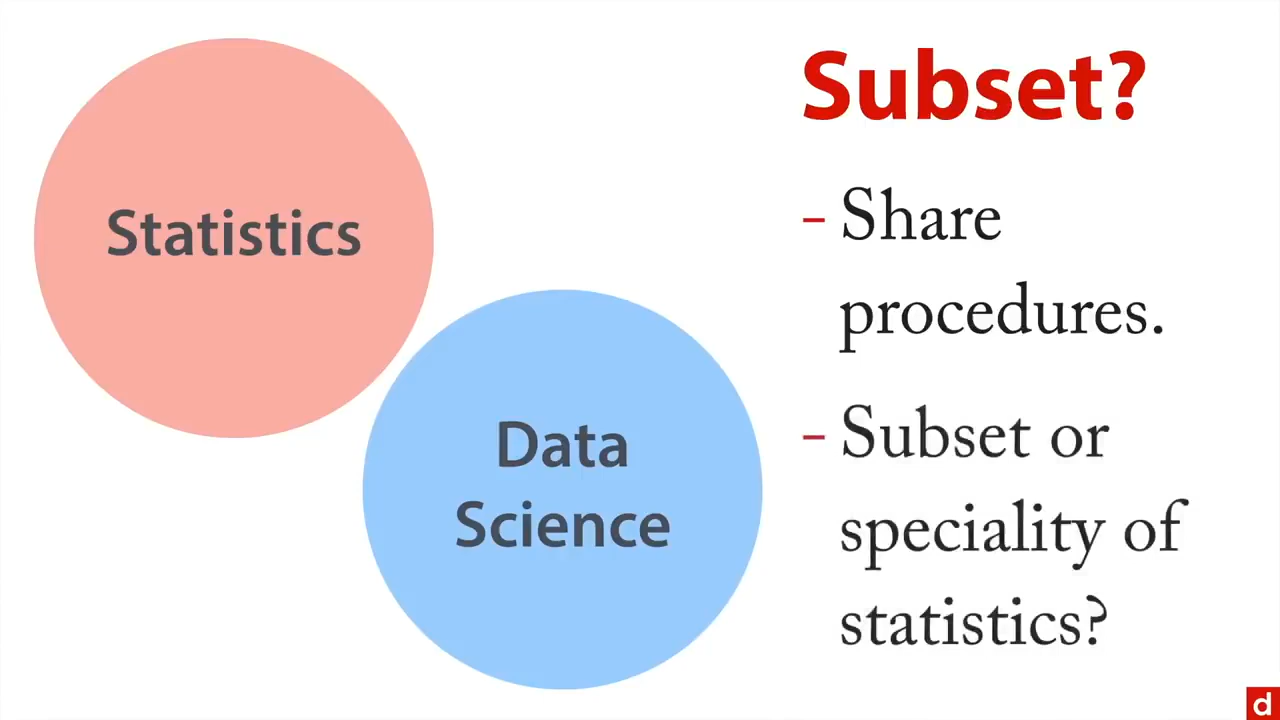 Subset?
Statistics
Data
Science
- Share
procedures.
- Subset or
speciality of
statistics?
d